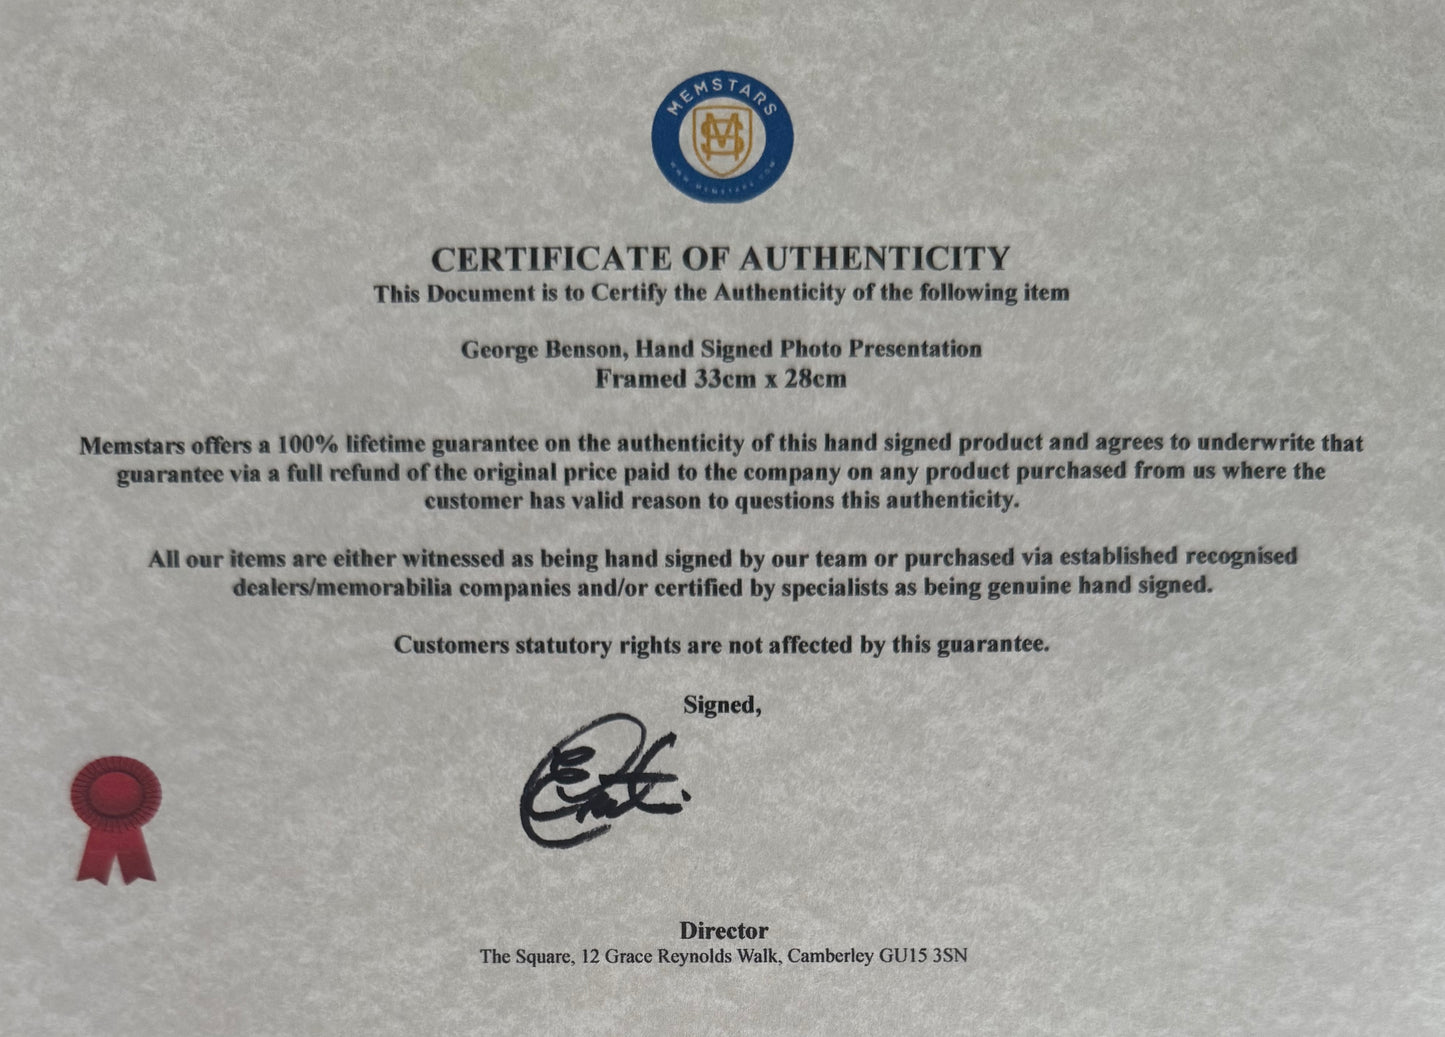 MEMSTARS
MS
WWW.MEMSTARS.COM
CERTIFICATE OF AUTHENTICITY
This Document is to Certify the Authenticity of the following item
George Benson, Hand Signed Photo Presentation
Framed 33cm x 28cm
Memstars offers a 100% lifetime guarantee on the authenticity of this hand signed product and agrees to underwrite that
guarantee via a full refund of the original price paid to the company on any product purchased from us where the
customer has valid reason to questions this authenticity.
All our items are either witnessed as being hand signed by our team or purchased via established recognised
dealers/memorabilia companies and/or certified by specialists as being genuine hand signed.
Customers statutory rights are not affected by this guarantee.
Signed,
Director
The Square, 12 Grace Reynolds Walk, Camberley GU15 3SN